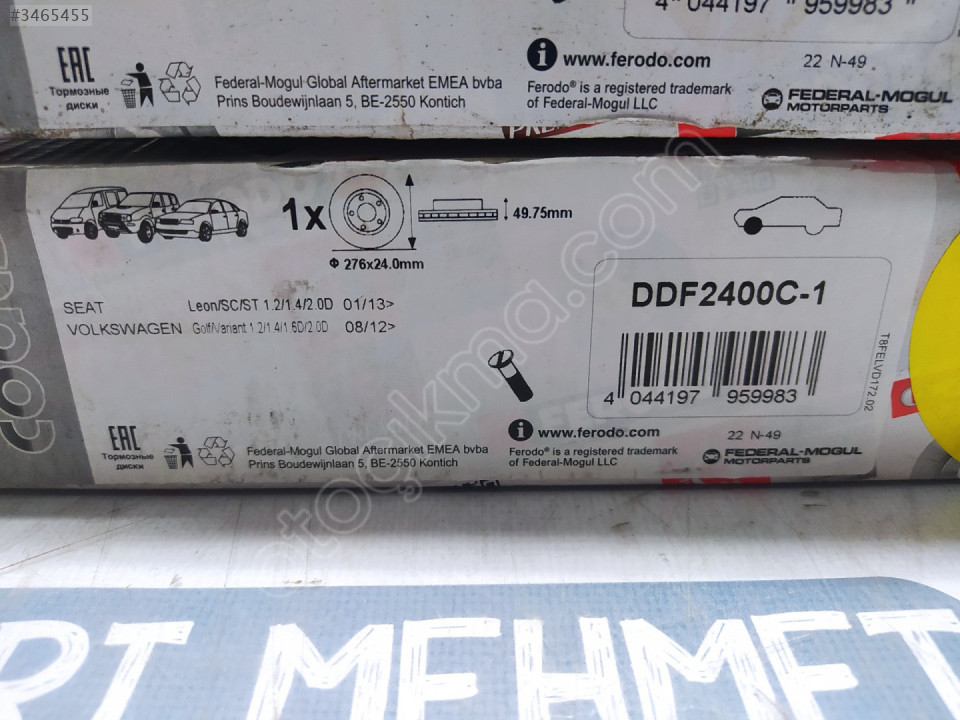 #3465455
4 044197 959983
EAC
Тормозные
диски
Federal-Mogul Global Aftermarket EMEA bvba
Prins Boudewijnlaan 5, BE-2550 Kontich
www.ferodo.com
Ferodo® is a registered trademark
of Federal-Mogul LLC
22 N-49
FEDERAL-MOGUL
MOTORPARTS
1x
49.75mm
Φ 276x24.0mm
SEAT Leon/SC/ST 1.2/1.4/2.0D 01/13>
VOLKSWAGEN Golf/Variant 1.2/1.4/1.6D/2.0D 08/12>
DDF2400C-1
4 044197 959983
T8FELVD172.02
EAC
Тормозные
диски
Federal-Mogul Global Aftermarket EMEA bvba
Prins Boudewijnlaan 5, BE-2550 Kontich
www.ferodo.com
Ferodo® is a registered trademark
of Federal-Mogul LLC
22 N-49
FEDERAL-MOGUL
MOTORPARTS
otocikma.com
RT MEHMET